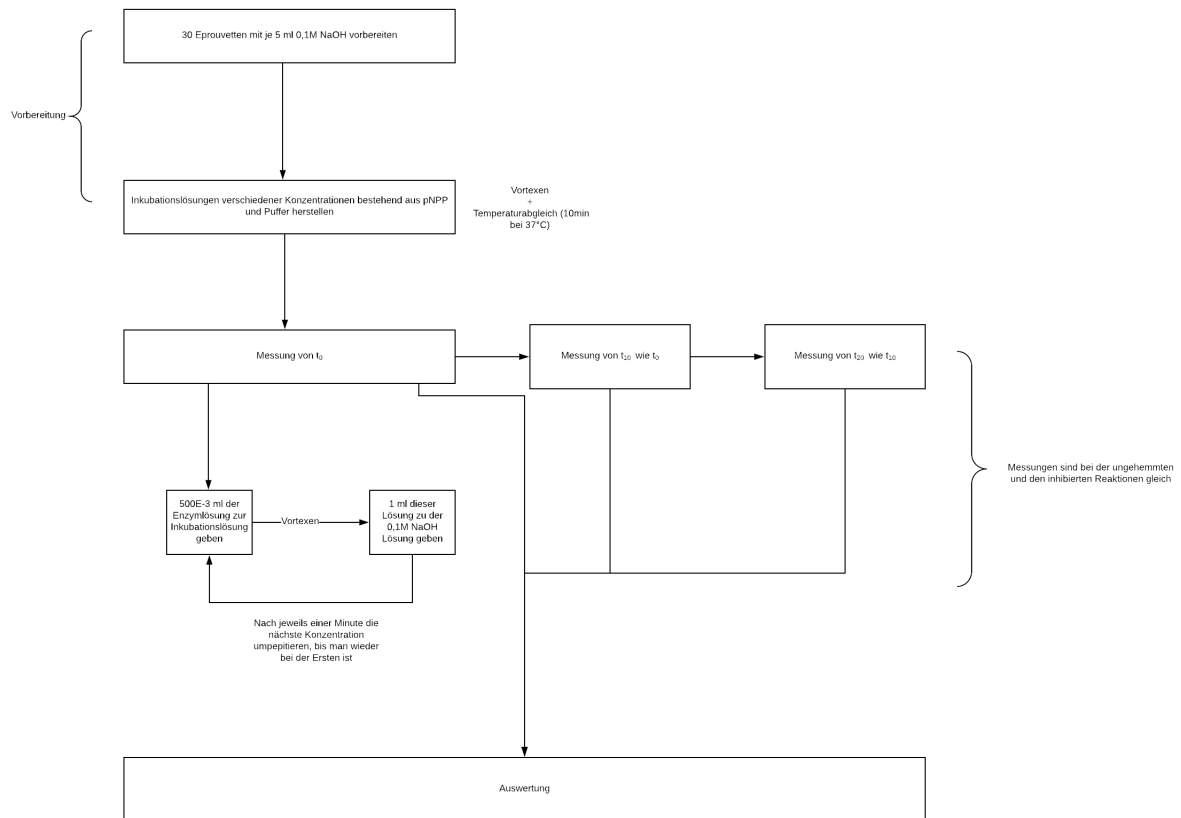 30 Eprouvetten mit je 5 ml 0,1M NaOH vorbereiten
Vorbereitung
Inkubationslösungen verschiedener Konzentrationen bestehend aus pNPP
und Puffer herstellen
Vortexen
+
Temperaturabgleich (10min
bei 37°C)
Messung von t₀
Messung von t₁₀ wie t₀
Messung von t₂₀ wie t₁₀
Messungen sind bei der ungehemmten
und den inhibierten Reaktionen gleich
500E-3 ml der
Enzymlösung zur
Inkubationslösung
geben
Vortexen
1 ml dieser
Lösung zu der
0,1M NaOH
Lösung geben
Nach jeweils einer Minute die
nächste Konzentration
umpepitieren, bis man wieder
bei der Ersten ist
Auswertung